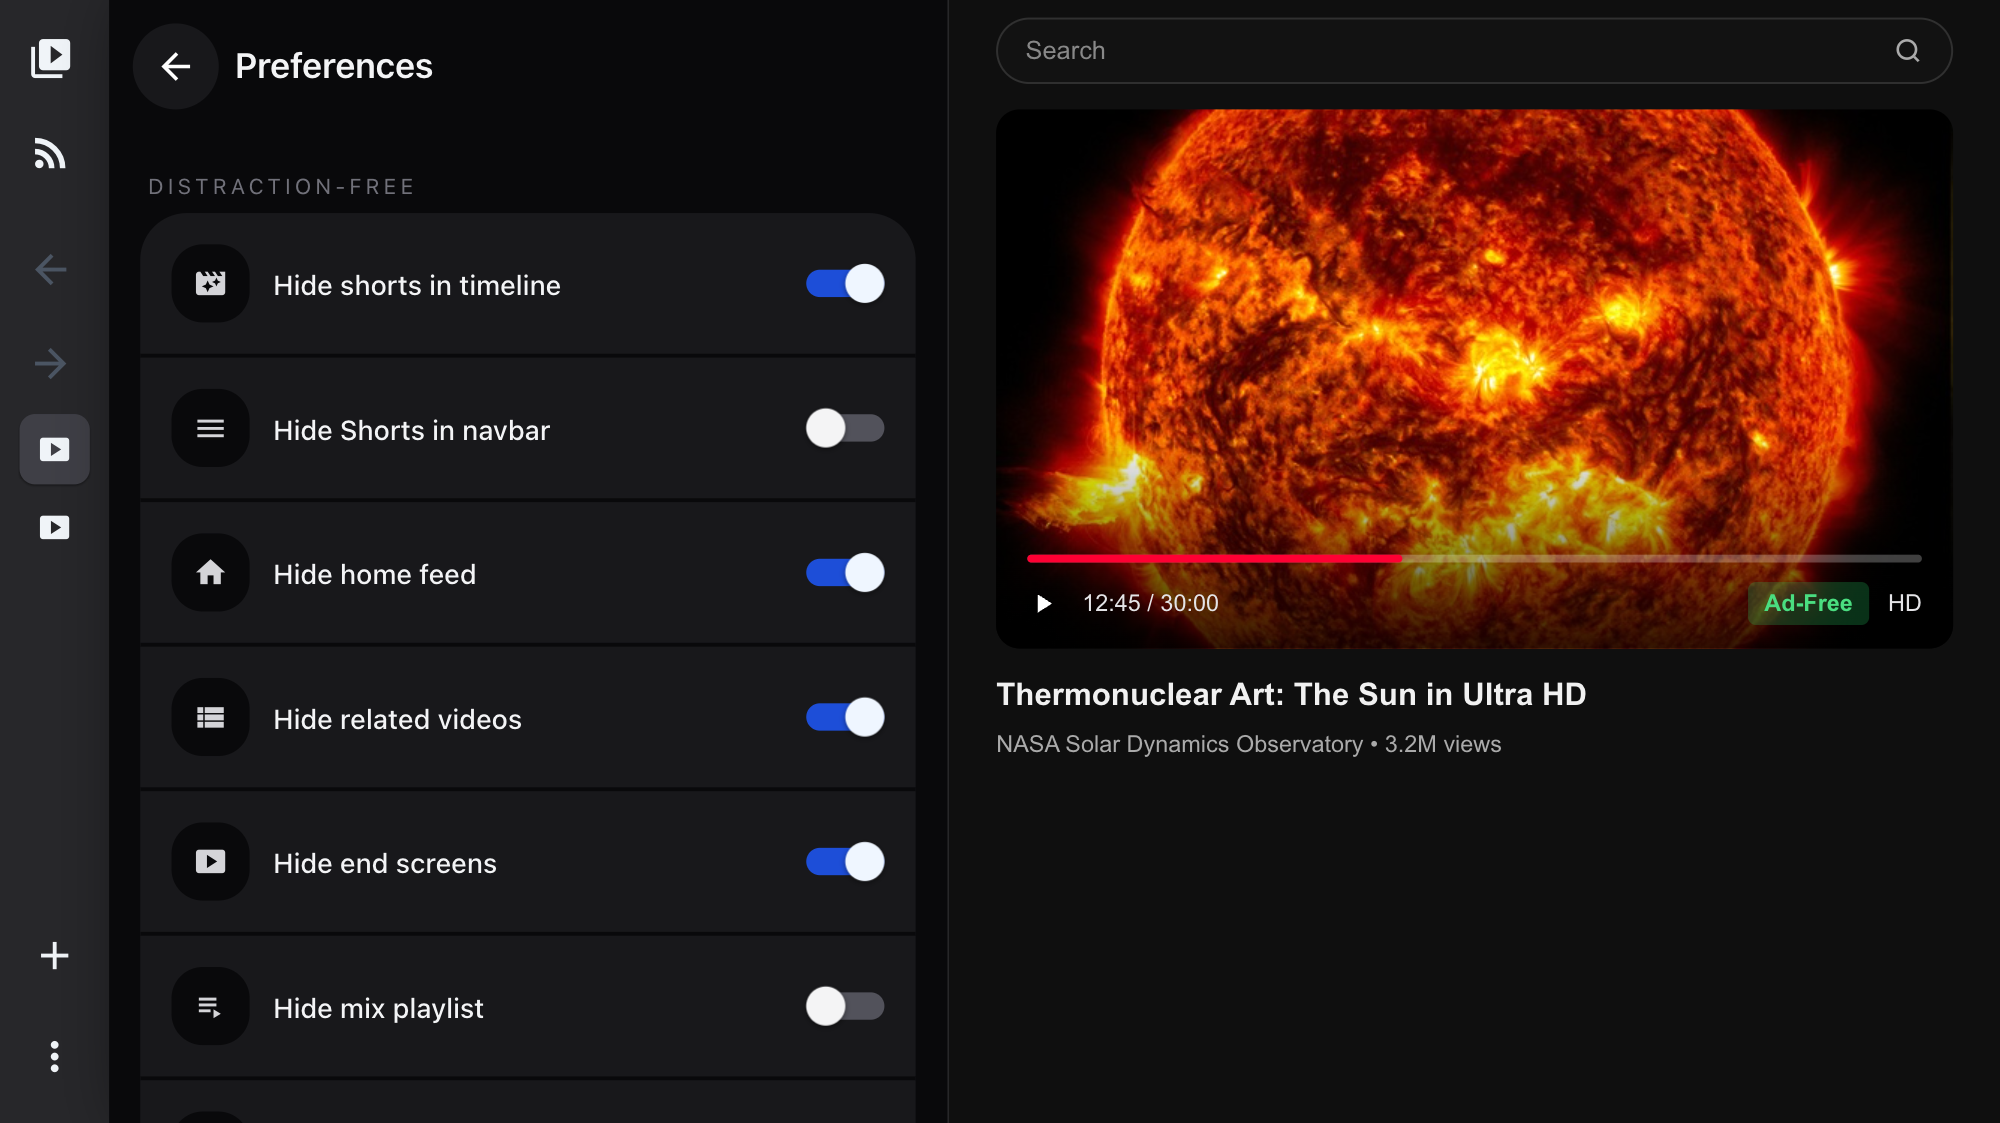 Preferences
DISTRACTION-FREE
Hide shorts in timeline
Hide Shorts in navbar
Hide home feed
Hide related videos
Hide end screens
Hide mix playlist
Search
12:45 / 30:00
Ad-Free
HD
Thermonuclear Art: The Sun in Ultra HD
NASA Solar Dynamics Observatory • 3.2M views